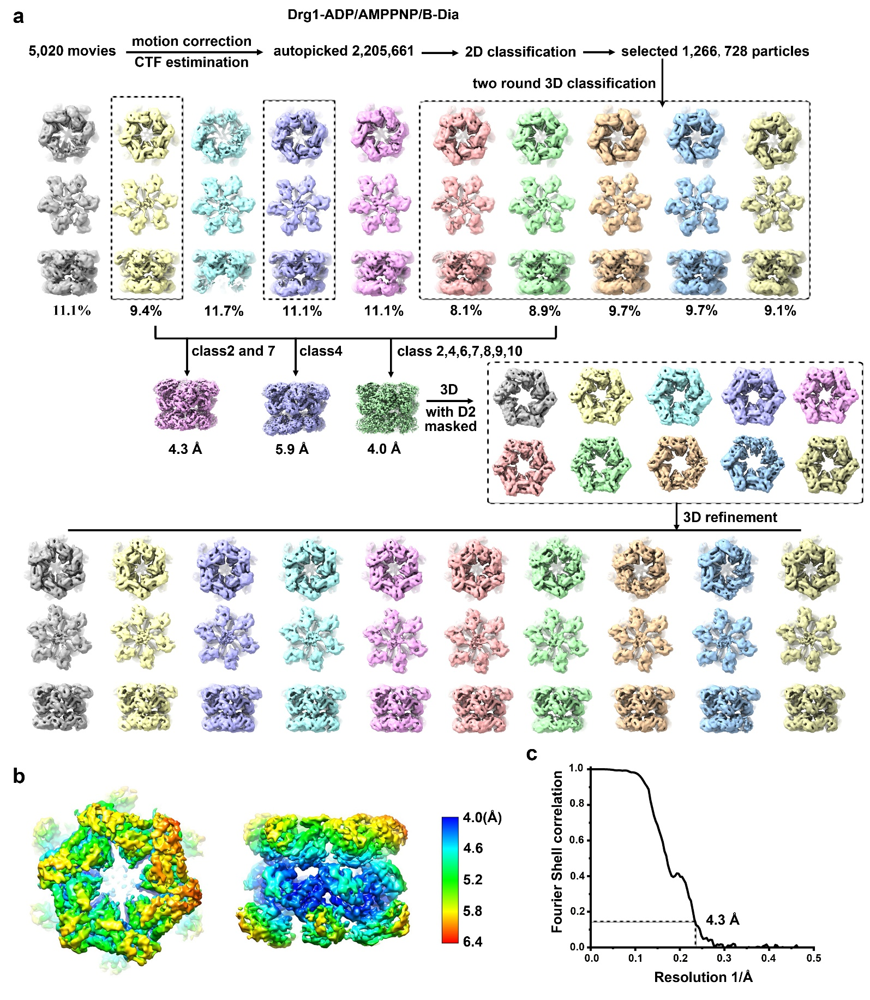 a
Drg1-ADP/AMPPNP/B-Dia
5,020 movies
motion correction
CTF estimination
autopicked 2,205,661
2D classification
selected 1,266, 728 particles
two round 3D classification
11.1% 9.4% 11.7% 11.1% 11.1% 8.1% 8.9% 9.7% 9.7% 9.1%
class2 and 7
class4
class 2,4,6,7,8,9,10
4.3 Å
5.9 Å
4.0 Å
3D
with D2
masked
3D refinement
b
4.0(Å)
4.6
5.2
5.8
6.4
c
Fourier Shell correlation
1.0
0.8
0.6
0.4
0.2
0.0
4.3 Å
0.0 0.1 0.2 0.3 0.4 0.5
Resolution 1/Å